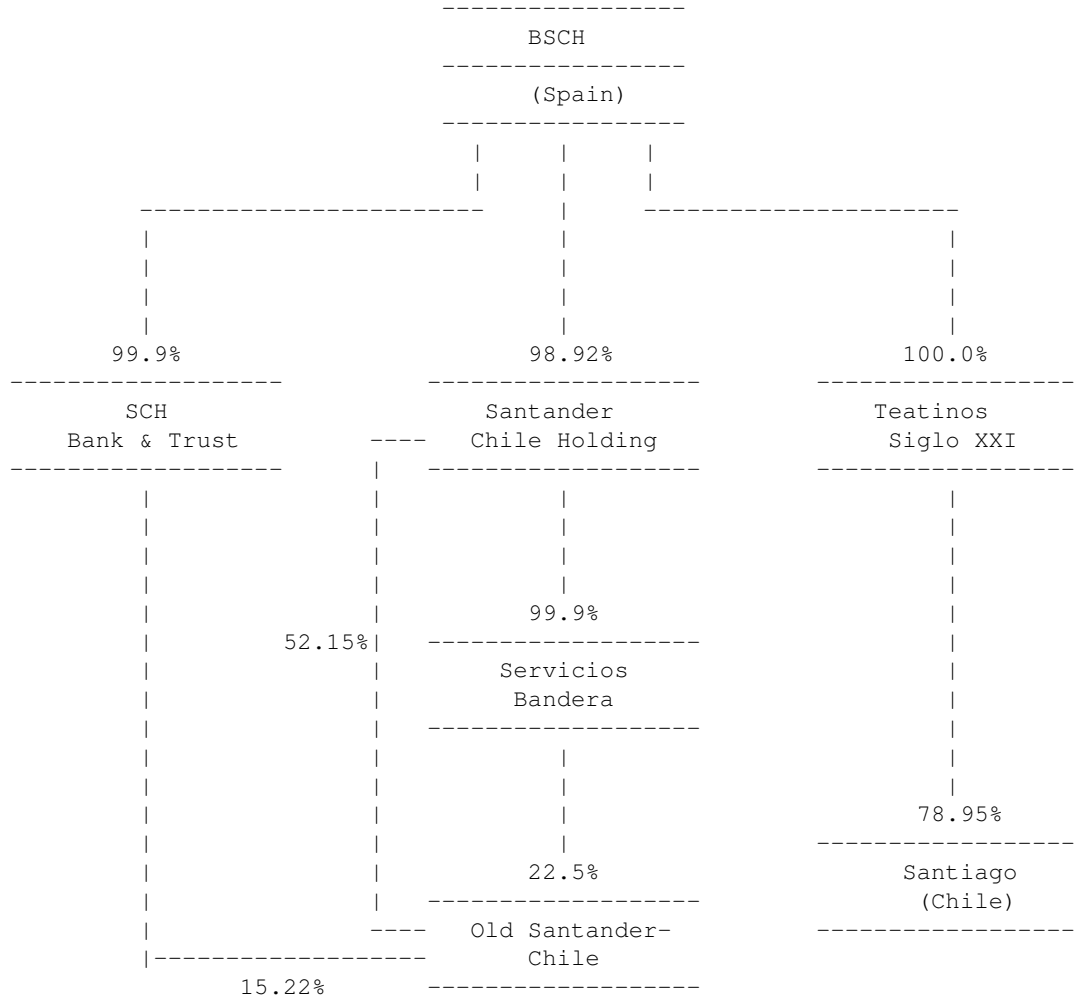 BSCH
(Spain)
99.9% 98.92% 100.0%
SCH Santander Teatinos
Bank & Trust Chile Holding Siglo XXI
99.9%
52.15%
Servicios
Bandera
78.95%
22.5% Santiago
(Chile)
Old Santander-
Chile
15.22%